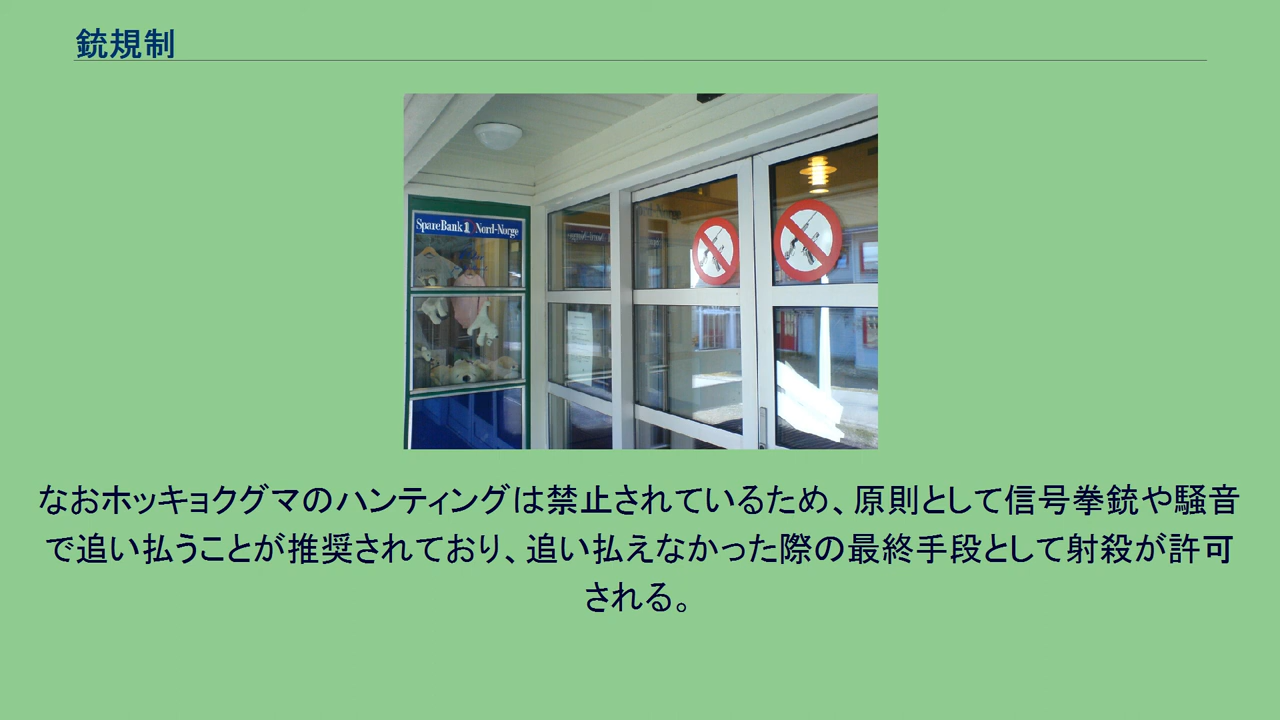 銃規制
SpareBank 1 Nord-Norge
なおホッキョクグマのハンティングは禁止されているため、原則として信号拳銃や騒音
で追い払うことが推奨されており、追い払えなかった際の最終手段として射殺が許可
される。